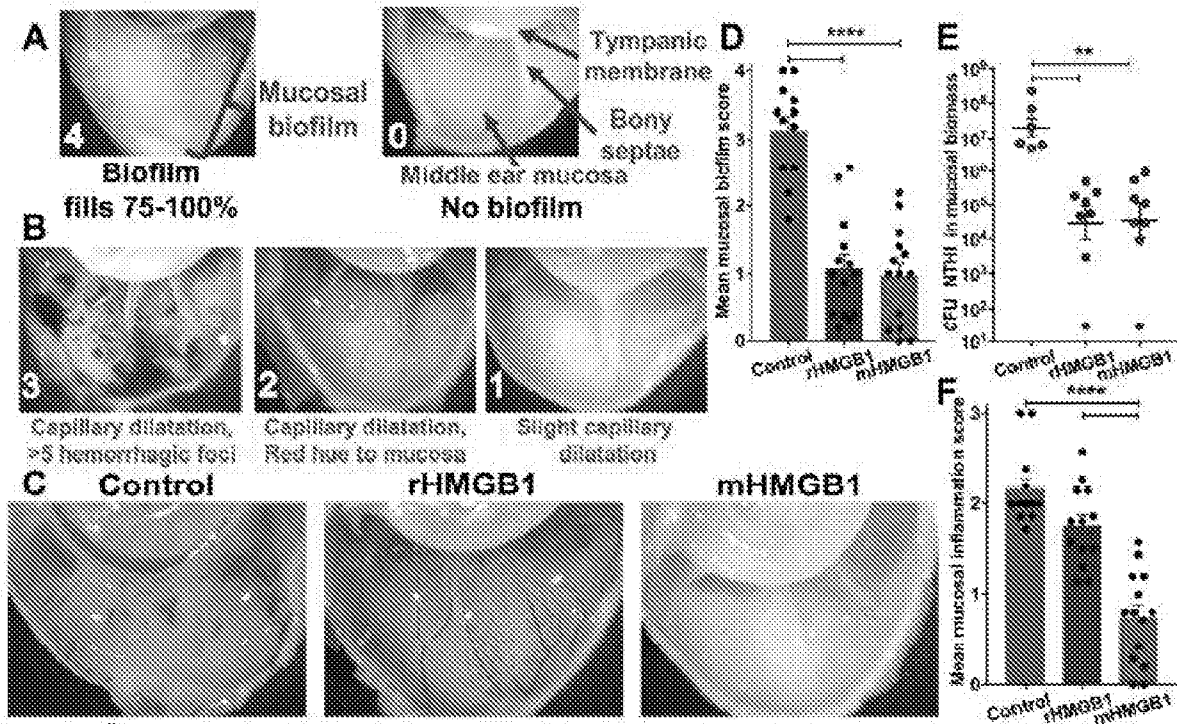 A
4
Mucosal
biofilm
Biofilm
fills 75-100%
0
Tympanic
membrane
Bony
septae
Middle ear mucosa
No biofilm
B
3
Capillary dilatation,
>5 hemorrhagic foci
2
Capillary dilatation,
Red hue to mucosa
1
Slight capillary
dilatation
C
Control
rHMGB1
mHMGB1
D
****
Mean mucosal biofilm score
4
3
2
1
0
Control
rHMGB1
mHMGB1
E
**
CFU NTHI in mucosal biomass
10⁹
10⁸
10⁷
10⁶
10⁵
10⁴
10³
10²
10¹
Control
rHMGB1
mHMGB1
F
****
Mean mucosal inflammation score
3
2
1
0
Control
rHMGB1
mHMGB1